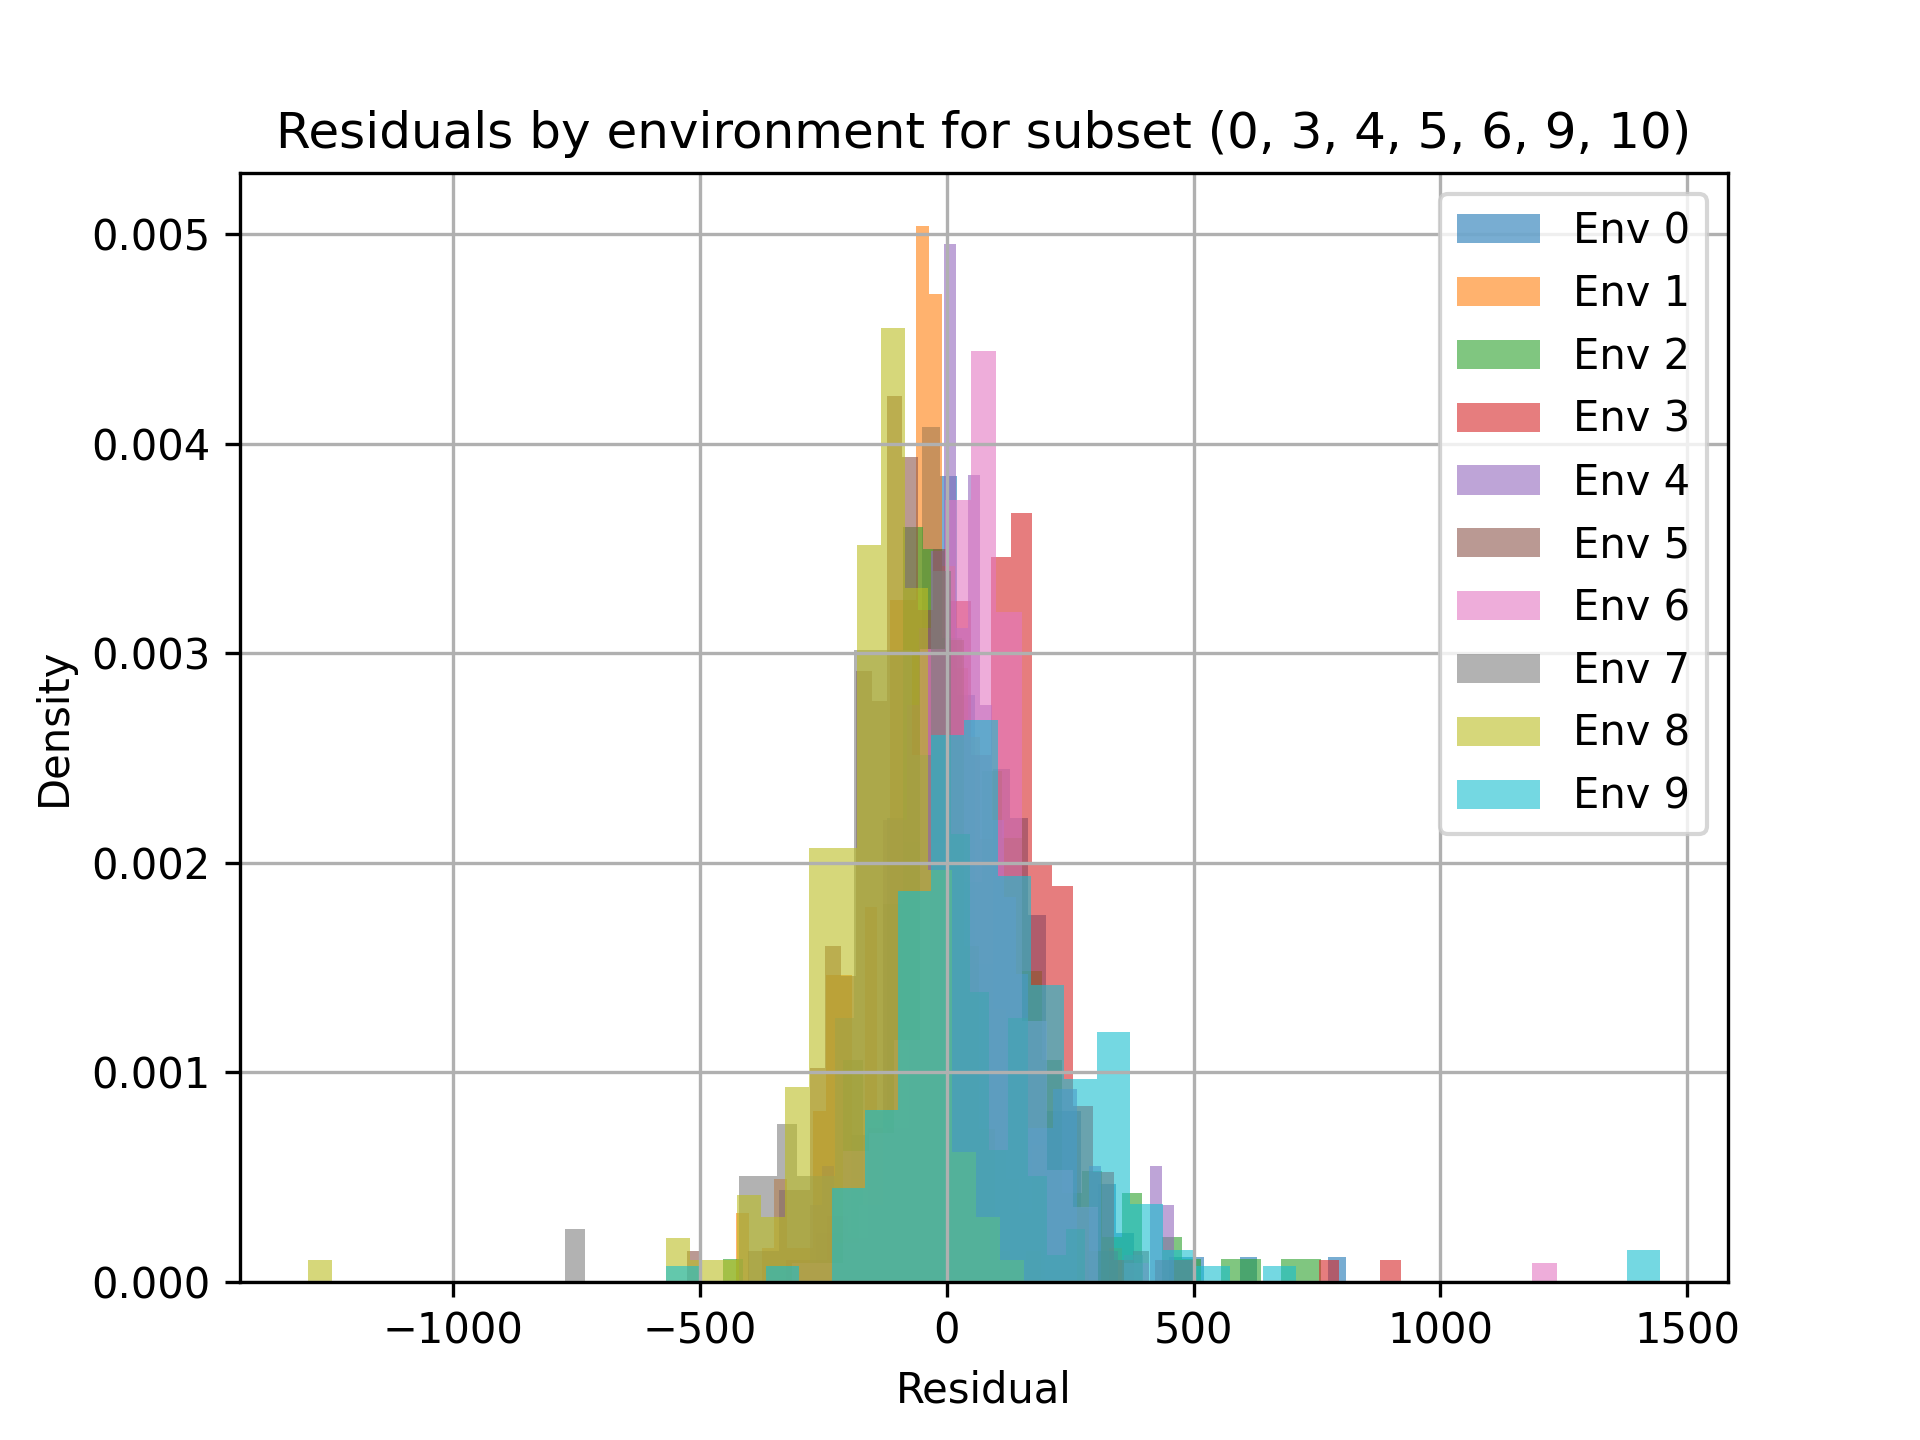 Residuals by environment for subset (0, 3, 4, 5, 6, 9, 10)
0.005
0.004
0.003
0.002
0.001
0.000
Density
Env 0
Env 1
Env 2
Env 3
Env 4
Env 5
Env 6
Env 7
Env 8
Env 9
−1000 −500 0 500 1000 1500
Residual